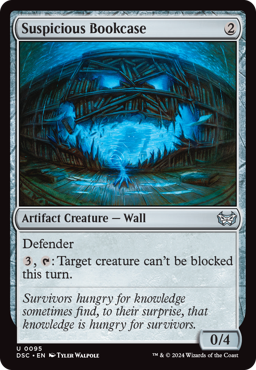 Suspicious Bookcase 2
Artifact Creature — Wall
Defender
3, : Target creature can't be blocked
this turn.
Survivors hungry for knowledge
sometimes find, to their surprise, that
knowledge is hungry for survivors.
0/4
U 0095
DSC • EN Tyler Walpole
™ & © 2024 Wizards of the Coast